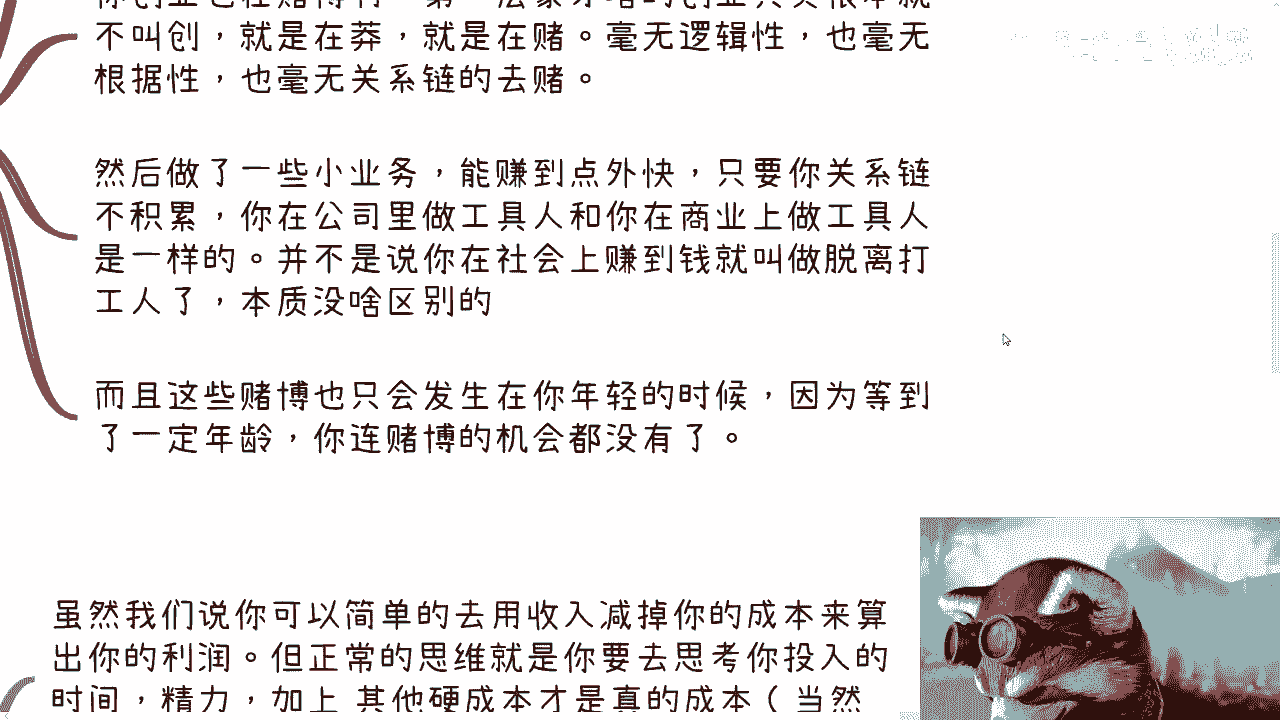 不叫创，就是在莽，就是在赌。毫无逻辑性，也毫无
根据性，也毫无关系链的去赌。
然后做了一些小业务，能赚到点外快，只要你关系链
不积累，你在公司里做工具人和你在商业上做工具人
是一样的。并不是说你在社会上赚到钱就叫做脱离打
工人了，本质没啥区别的
而且这些赌博也只会发生在你年轻的时候，因为等到
了一定年龄，你连赌博的机会都没有了。
虽然我们说你可以简单的去用收入减掉你的成本来算
出你的利润。但正常的思维就是你要去思考你投入的
时间，精力，加上 其他硬成本才是真的成本（当然